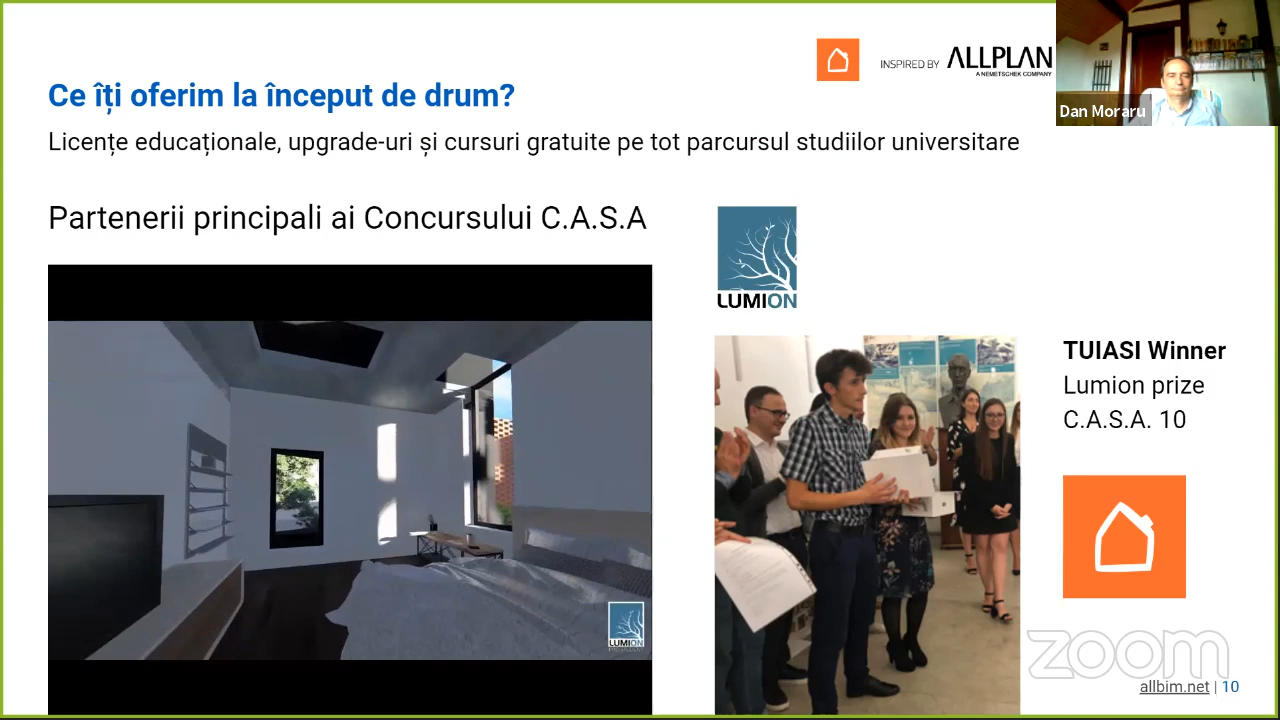 INSPIRED BY ALLPLAN
A NEMETSCHEK COMPANY
Dan Moraru
Ce îți oferim la început de drum?
Licențe educaționale, upgrade-uri și cursuri gratuite pe tot parcursul studiilor universitare
Partenerii principali ai Concursului C.A.S.A
LUMION
LUMION
TUIASI Winner
Lumion prize
C.A.S.A. 10
zoom
allbim.net | 10